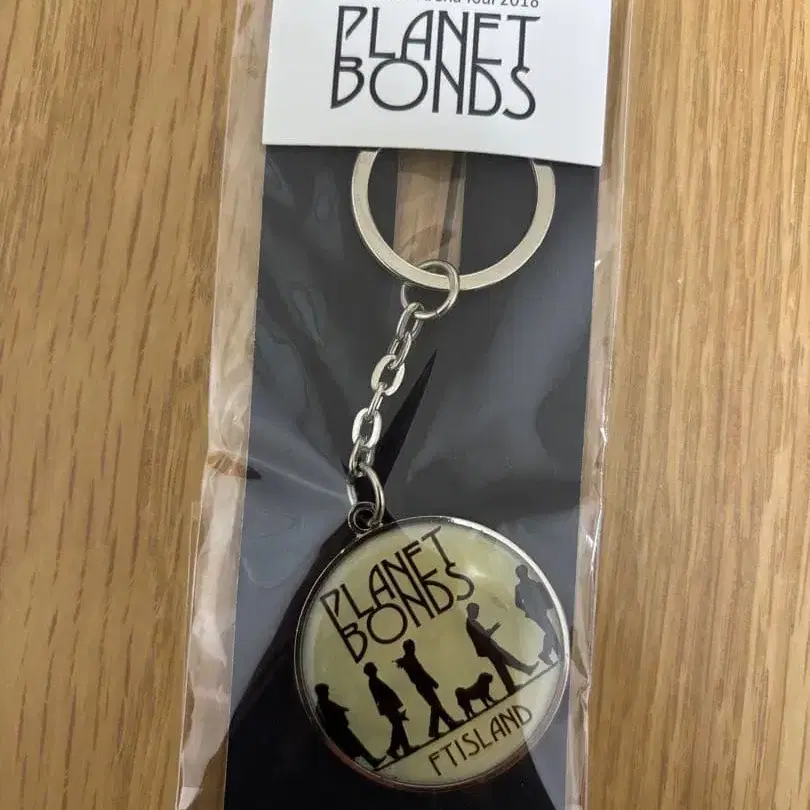 Tour 2018
PLANET
BONDS
PLANET
BONDS
FTISLAND